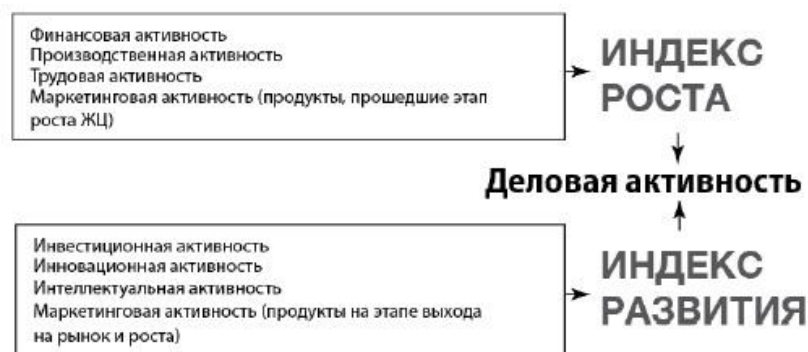 Финансовая активность
Производственная активность
Трудовая активность
Маркетинговая активность (продукты, прошедшие этап
роста ЖЦ)
ИНДЕКС
РОСТА
Деловая активность
Инвестиционная активность
Инновационная активность
Интеллектуальная активность
Маркетинговая активность (продукты на этапе выхода
на рынок и роста)
ИНДЕКС
РАЗВИТИЯ